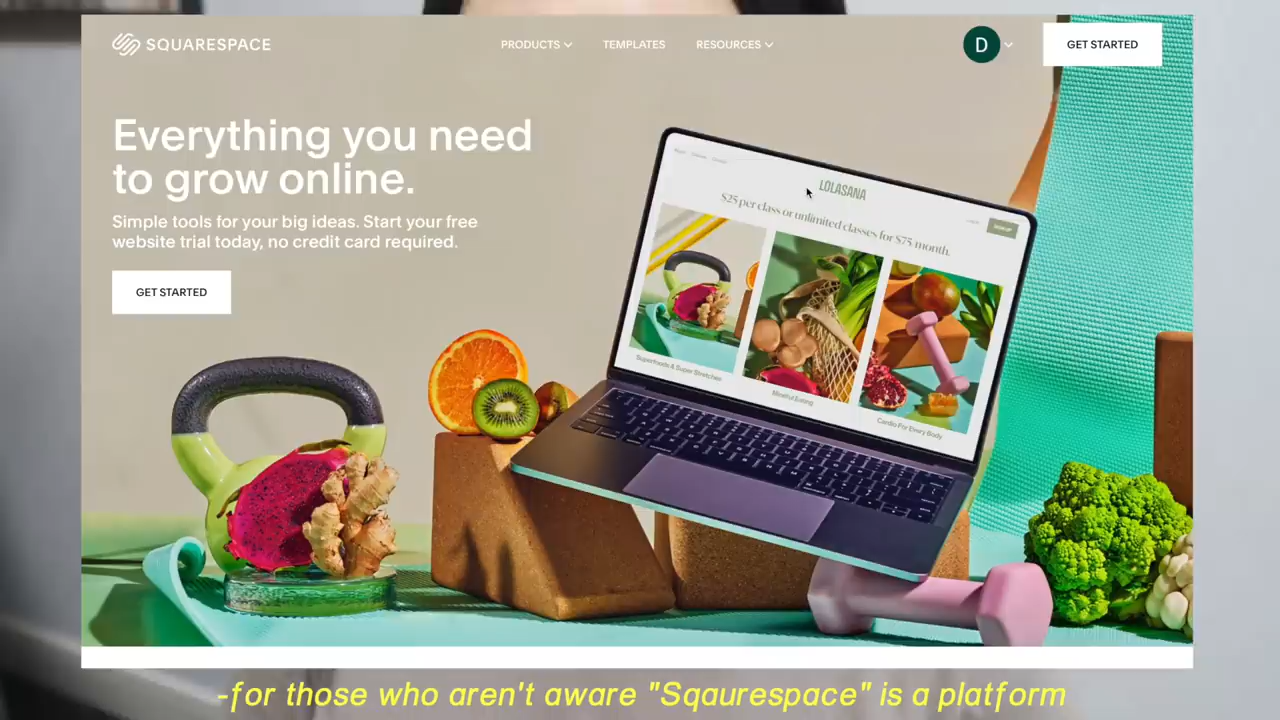 SQUARESPACE
PRODUCTS
TEMPLATES
RESOURCES
D
GET STARTED
Everything you need
to grow online.
Simple tools for your big ideas. Start your free
website trial today, no credit card required.
GET STARTED
LOLASANA
$25 per class or unlimited classes for $75 month.
SIGN UP
Superfoods & Super Stretches
Mindful Eating
Cardio For Every Body
-for those who aren't aware "Sqaurespace" is a platform